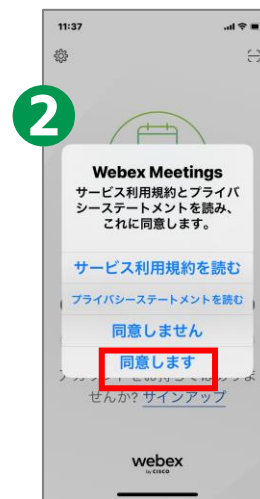 11:37
2
Webex Meetings
サービス利用規約とプライバ
シーステートメントを読み、
これに同意します。
サービス利用規約を読む
プライバシーステートメントを読む
同意しません
同意します
せんか? サインアップ
webex
by CISCO